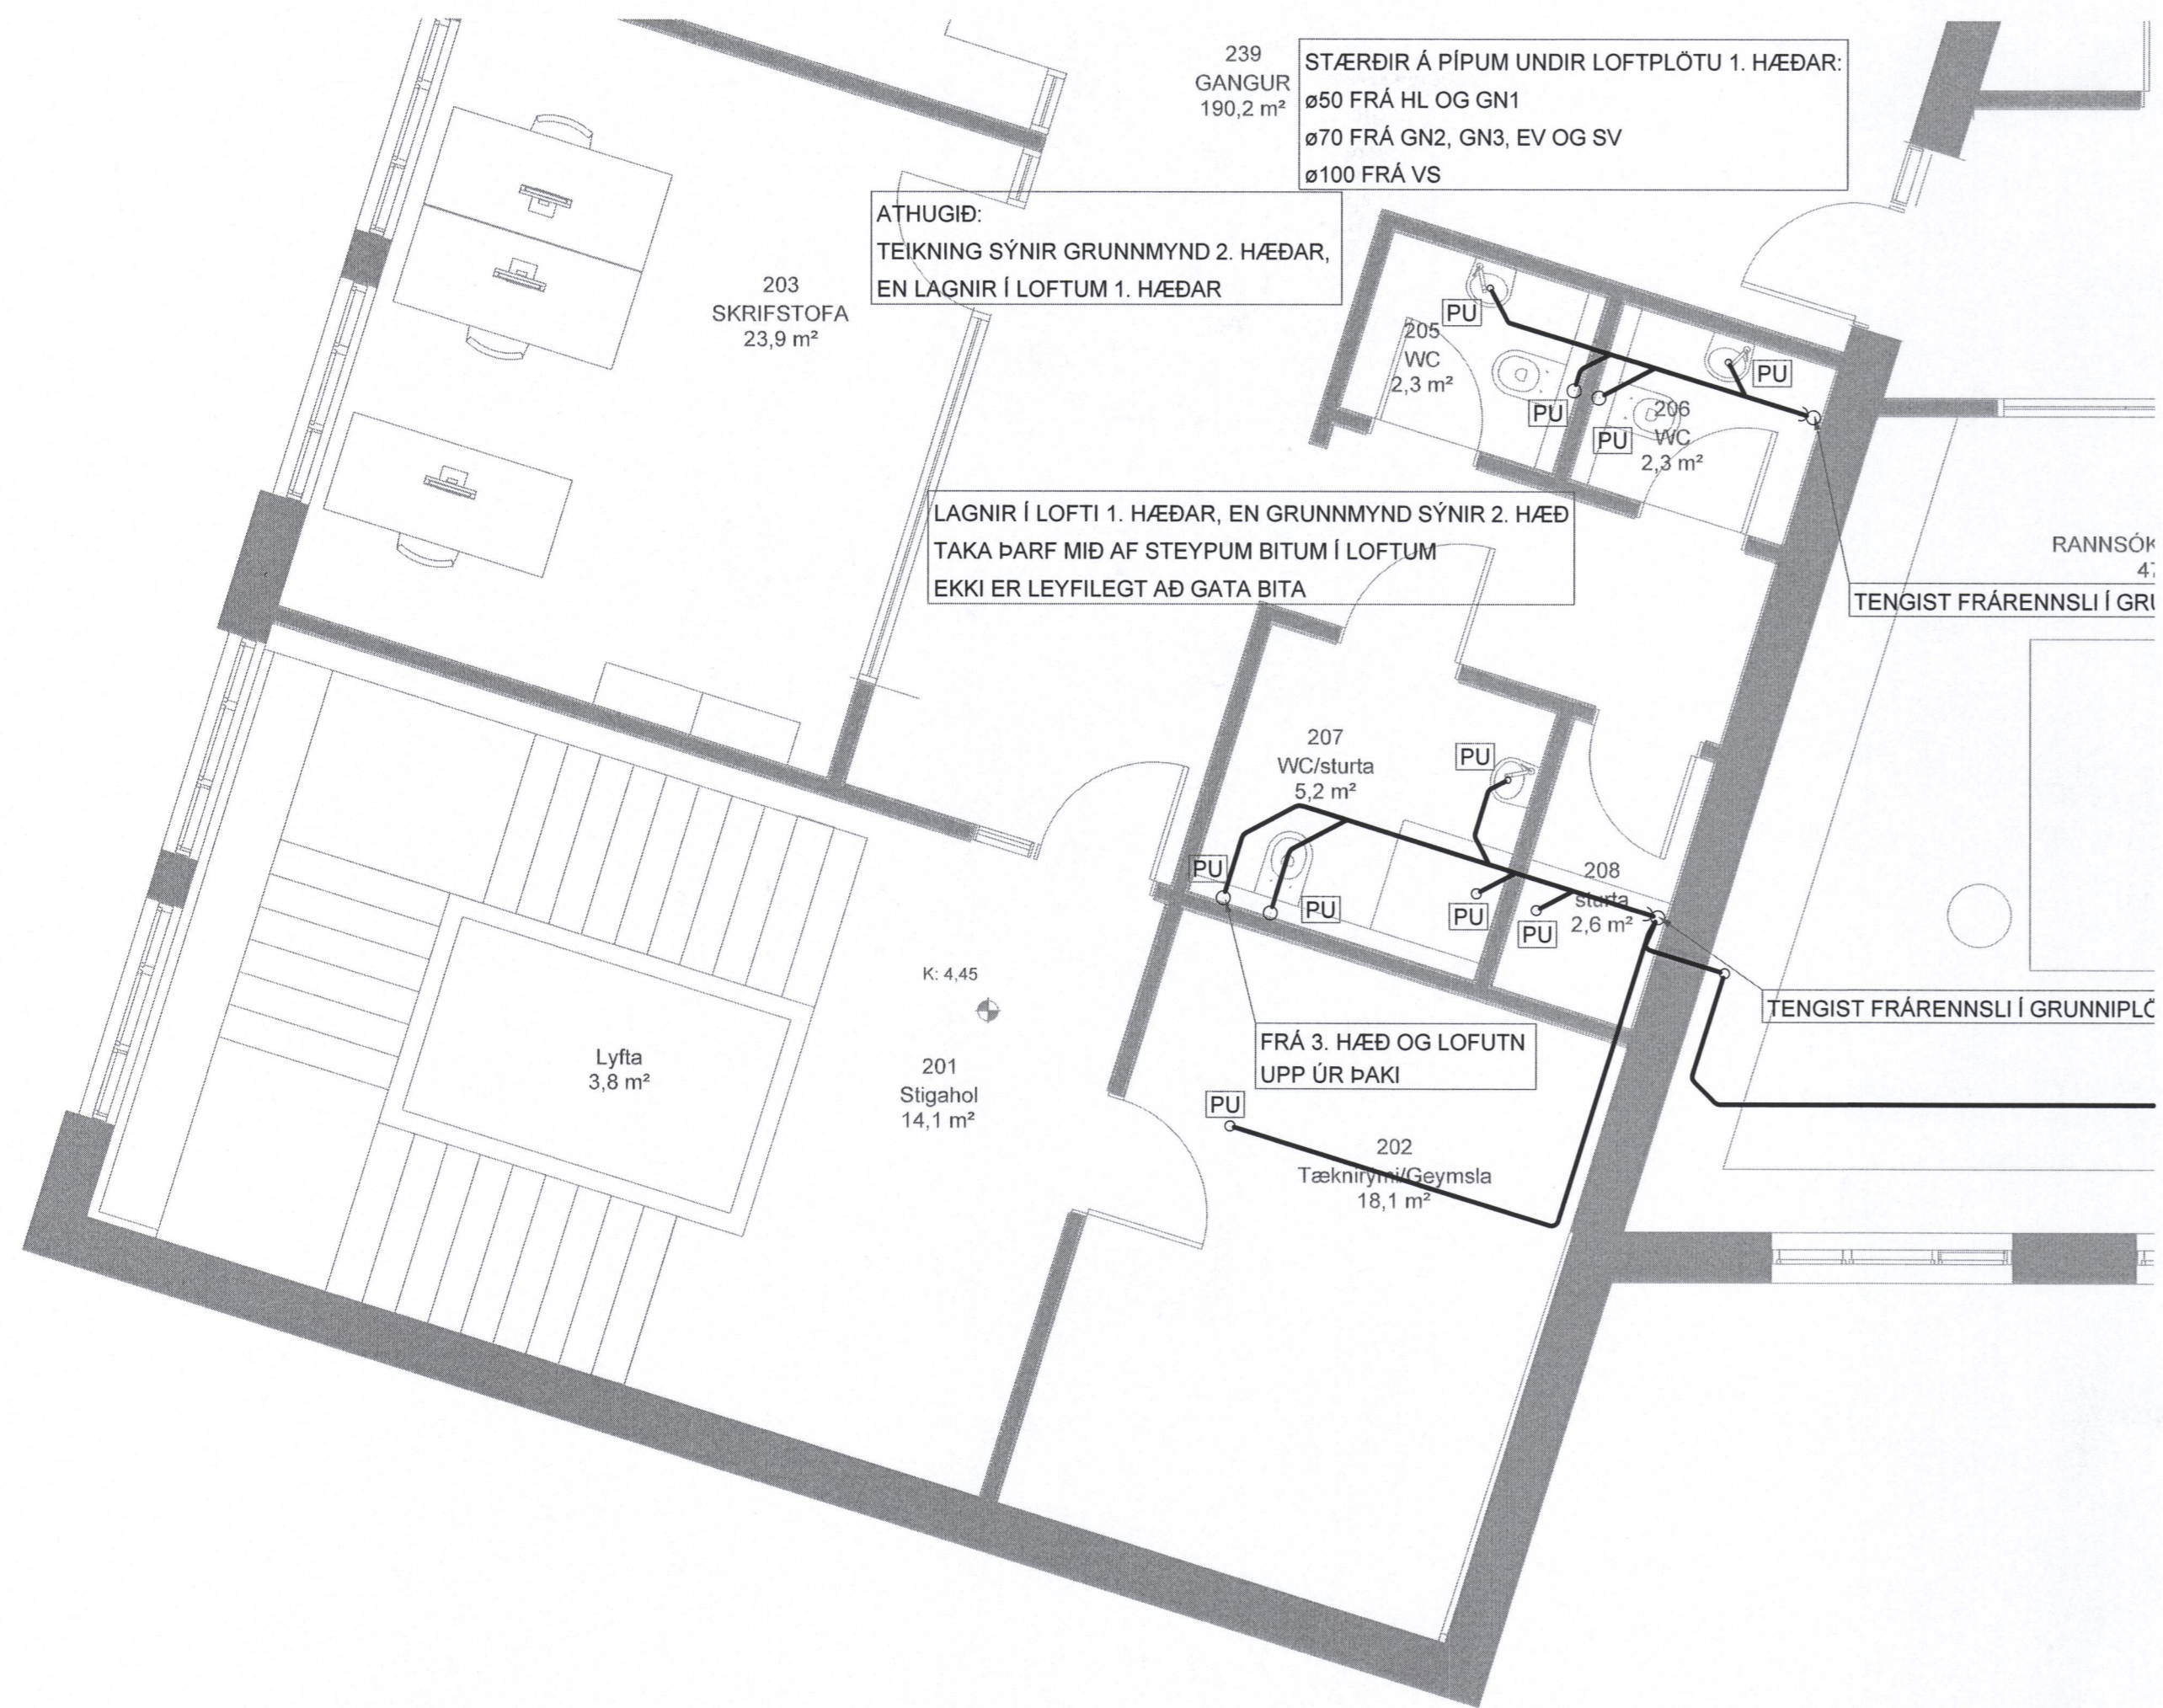 239
GANGUR
190,2 m²
STÆRÐIR Á PÍPUM UNDIR LOFTPLÖTU 1. HÆÐAR:
ø50 FRÁ HL OG GN1
ø70 FRÁ GN2, GN3, EV OG SV
ø100 FRÁ VS
ATHUGIÐ:
TEIKNING SÝNIR GRUNNMYND 2. HÆÐAR,
EN LAGNIR Í LOFTUM 1. HÆÐAR
203
SKRIFSTOFA
23,9 m²
PU
205
WC
2,3 m²
PU
PU
PU
206
WC
2,3 m²
LAGNIR Í LOFTI 1. HÆÐAR, EN GRUNNMYND SÝNIR 2. HÆÐ
TAKA ÞARF MIÐ AF STEYPUM BITUM Í LOFTUM
EKKI ER LEYFILEGT AÐ GATA BITA
TENGIST FRÁRENNSLI Í
207
WC/sturta
5,2 m²
PU
PU
PU
PU
PU
208
sturta
2,6 m²
TENGIST FRÁRENNSLI Í
FRÁ 3. HÆÐ OG LOFUTN
UPP ÚR ÞAKI
K: 4,45
Lyfta
3,8 m²
201
Stigahol
14,1 m²
PU
202
Tæknirými/Geymsla
18,1 m²